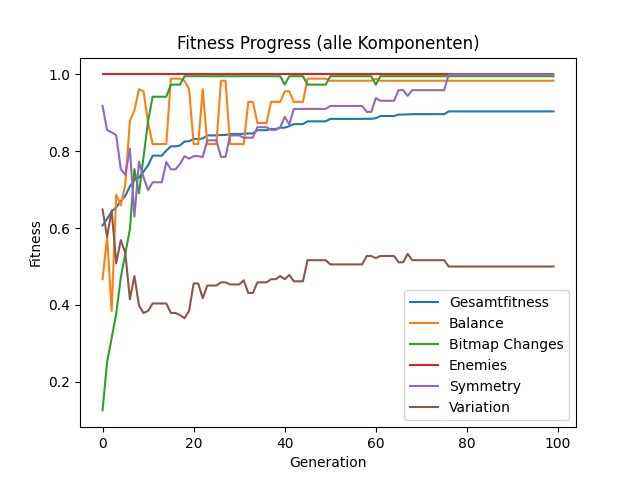 Fitness Progress (alle Komponenten)
1.0
0.8
0.6
0.4
0.2
Fitness
0
20
40
60
80
100
Generation
Gesamtfitness
Balance
Bitmap Changes
Enemies
Symmetry
Variation